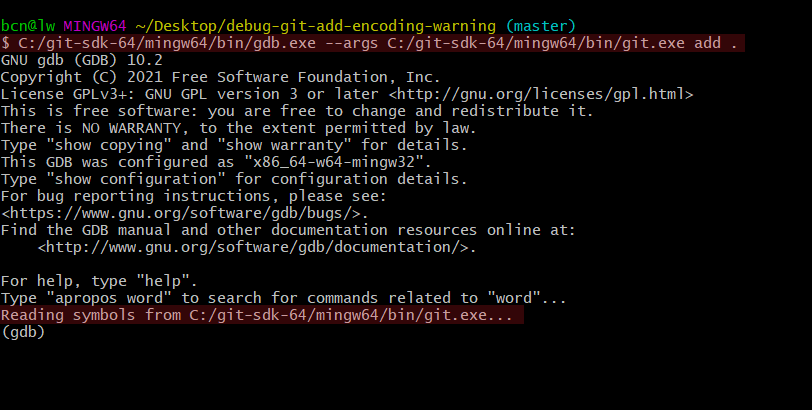 bcn@lw MINGW64 ~/Desktop/debug-git-add-encoding-warning (master)
$ C:/git-sdk-64/mingw64/bin/gdb.exe --args C:/git-sdk-64/mingw64/bin/git.exe add .
GNU gdb (GDB) 10.2
Copyright (C) 2021 Free Software Foundation, Inc.
License GPLv3+: GNU GPL version 3 or later <http://gnu.org/licenses/gpl.html>
This is free software: you are free to change and redistribute it.
There is NO WARRANTY, to the extent permitted by law.
Type "show copying" and "show warranty" for details.
This GDB was configured as "x86_64-w64-mingw32".
Type "show configuration" for configuration details.
For bug reporting instructions, please see:
<https://www.gnu.org/software/gdb/bugs/>.
Find the GDB manual and other documentation resources online at:
    <http://www.gnu.org/software/gdb/documentation/>.
For help, type "help".
Type "apropos word" to search for commands related to "word"...
Reading symbols from C:/git-sdk-64/mingw64/bin/git.exe...
(gdb)